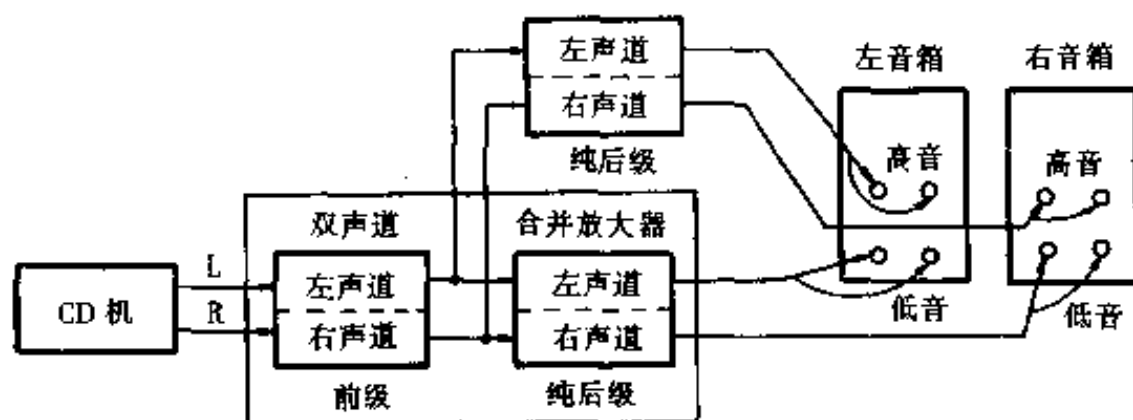 左声道
右声道
纯后级
左音箱
右音箱
高音
高音
双声道
合并放大器
CD 机
L
R
左声道
右声道
前级
左声道
右声道
纯后级
低音
低音